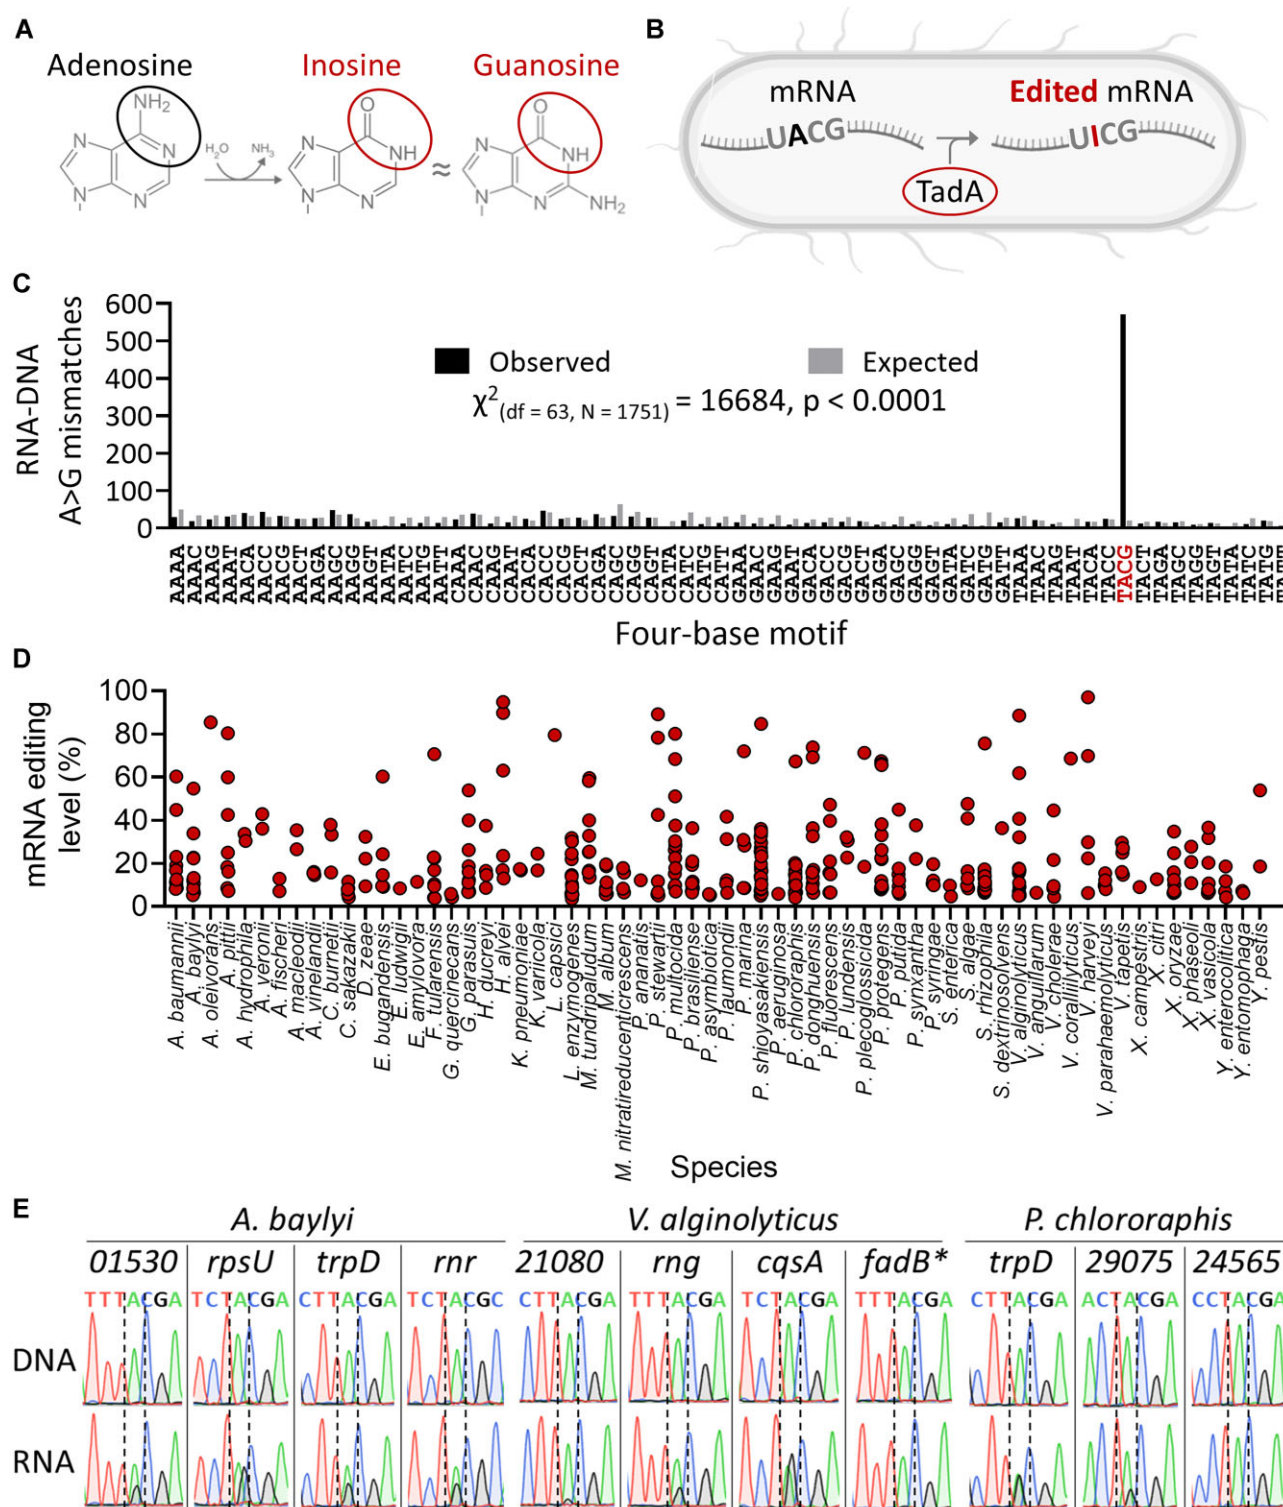 A
Adenosine
Inosine
Guanosine
NH₂
N
N
N
N
H₂O
NH₃
O
N
NH
N
N
≈
O
N
NH
N
N
NH₂
B
mRNA
Edited mRNA
UACG
UICG
TadA
C
RNA-DNA
A>G mismatches
600
500
400
300
200
100
0
Observed
Expected
χ²(df = 63, N = 1751) = 16684, p < 0.0001
AAAA
AAAC
AAAG
AAAT
AACA
AACC
AACG
AACT
AAGA
AAGC
AAGG
AAGT
AATA
AATC
AATG
AATT
CAAA
CAAC
CAAG
CAAT
CACA
CACC
CACG
CACT
CAGA
CAGC
CAGG
CAGT
CATA
CATC
CATG
CATT
GAAA
GAAC
GAAG
GAAT
GACA
GACC
GACG
GACT
GAGA
GAGC
GAGG
GAGT
GATA
GATC
GATG
GATT
TAAA
TAAC
TAAG
TAAT
TACA
TACC
TACG
TACT
TAGA
TAGC
TAGG
TAGT
TATA
TATC
TATG
TATT
Four-base motif
D
mRNA editing
level (%)
100
80
60
40
20
0
A. baumannii
A. baylyi
A. oleivorans
A. pittii
A. hydrophila
A. veronii
A. fischeri
A. macleodii
A. vinelandii
C. burnetii
C. sakazakii
D. zeae
E. bugandensis
E. ludwigii
E. amylovora
F. tularensis
G. quercinecans
G. parasuis
H. ducreyi
H. alvei
K. pneumoniae
K. variicola
L. capsici
L. enzymogenes
M. tundripaludum
M. album
M. nitratireducenticrescens
P. ananatis
P. stewartii
P. multocida
P. brasiliense
P. asymbiotica
P. laumondii
P. marina
P. shioyasakiensis
P. aeruginosa
P. chlororaphis
P. donghuensis
P. fluorescens
P. lundensis
P. plecoglossicida
P. protegens
P. putida
P. synxantha
P. syringae
S. enterica
S. algae
S. rhizophila
S. dextrinosolvens
V. alginolyticus
V. anguillarum
V. cholerae
V. coralliilyticus
V. harveyi
V. parahaemolyticus
V. tapetis
X. campestris
X. citri
X. oryzae
X. phaseoli
X. vasicola
Y. enterocolitica
Y. entomophaga
Y. pestis
Species
E
A. baylyi
V. alginolyticus
P. chlororaphis
01530 rpsU trpD rnr 21080 rng cqsA fadB* trpD 29075 24565
TTTACGA TCTACGA CTTACGA TCTACGC CTTACGA TTTACGA TCTACGA TTTACGA CTTACGA ACTACGA CCTACGA
DNA
RNA